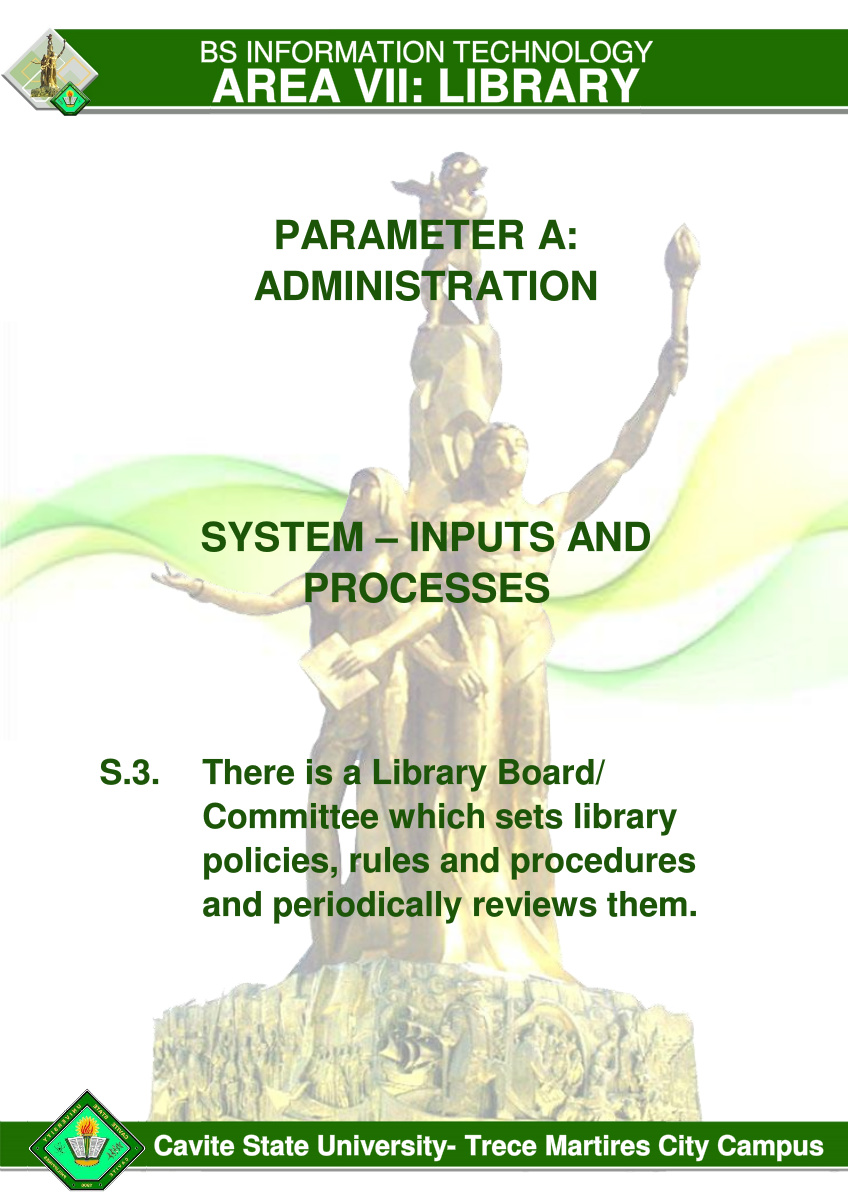 BS INFORMATION TECHNOLOGY
AREA VII: LIBRARY
PARAMETER A:
ADMINISTRATION
SYSTEM – INPUTS AND
PROCESSES
S.3. There is a Library Board/
Committee which sets library
policies, rules and procedures
and periodically reviews them.
Cavite State University- Trece Martires City Campus